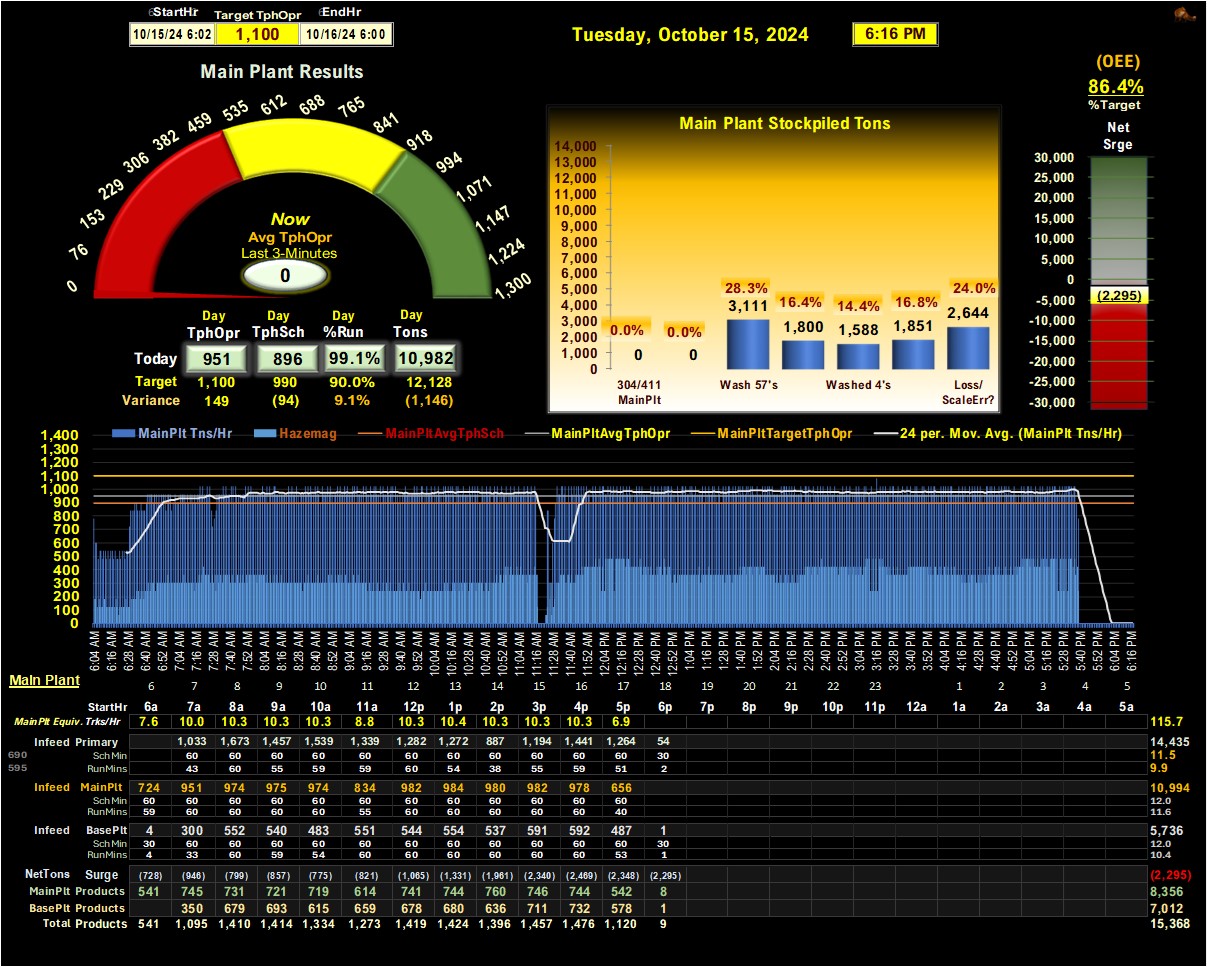 StartHr Target TphOpr EndHr
10/15/24 6:02 1,100 10/16/24 6:00
Tuesday, October 15, 2024 6:16 PM
(OEE)
86.4%
%Target
Main Plant Results
0 76 153 229 306 382 459 535 612 688 765 841 918 994 1,071 1,147 1,224 1,300
Now
Avg TphOpr
Last 3-Minutes
0
Day Day Day Day
TphOpr TphSch %Run Tons
Today 951 896 99.1% 10,982
Target 1,100 990 90.0% 12,128
Variance 149 (94) 9.1% (1,146)
Main Plant Stockpiled Tons
14,000
13,000
12,000
11,000
10,000
9,000
8,000
7,000
6,000
5,000
4,000
3,000
2,000
1,000
0
0.0% 0.0% 28.3% 16.4% 14.4% 16.8% 24.0%
0 0 3,111 1,800 1,588 1,851 2,644
304/411 Wash 57's Washed 4's Loss/
MainPlt ScaleErr?
Net
Srge
30,000
25,000
20,000
15,000
10,000
5,000
0
(2,295)
-5,000
-10,000
-15,000
-20,000
-25,000
-30,000
MainPlt Tns/Hr Hazemag MainPltAvgTphSch MainPltAvgTphOpr MainPltTargetTphOpr 24 per. Mov. Avg. (MainPlt Tns/Hr)
1,400
1,300
1,200
1,100
1,000
900
800
700
600
500
400
300
200
100
0
6:04 AM 6:16 AM 6:28 AM 6:40 AM 6:52 AM 7:04 AM 7:16 AM 7:28 AM 7:40 AM 7:52 AM 8:04 AM 8:16 AM 8:28 AM 8:40 AM 8:52 AM 9:04 AM 9:16 AM 9:28 AM 9:40 AM 9:52 AM 10:04 AM 10:16 AM 10:28 AM 10:40 AM 10:52 AM 11:04 AM 11:16 AM 11:28 AM 11:40 AM 11:52 AM 12:04 PM 12:16 PM 12:28 PM 12:40 PM 12:52 PM 1:04 PM 1:16 PM 1:28 PM 1:40 PM 1:52 PM 2:04 PM 2:16 PM 2:28 PM 2:40 PM 2:52 PM 3:04 PM 3:16 PM 3:28 PM 3:40 PM 3:52 PM 4:04 PM 4:16 PM 4:28 PM 4:40 PM 4:52 PM 5:04 PM 5:16 PM 5:28 PM 5:40 PM 5:52 PM 6:04 PM 6:16 PM
Main Plant 6 7 8 9 10 11 12 13 14 15 16 17 18 19 20 21 22 23 1 2 3 4 5
StartHr 6a 7a 8a 9a 10a 11a 12p 1p 2p 3p 4p 5p 6p 7p 8p 9p 10p 11p 12a 1a 2a 3a 4a 5a
MainPlt Equiv. Trks/Hr 7.6 10.0 10.3 10.3 10.3 8.8 10.3 10.4 10.3 10.3 10.3 6.9 115.7
Infeed Primary 1,033 1,673 1,457 1,539 1,339 1,282 1,272 887 1,194 1,441 1,264 54 14,435
690 SchMin 60 60 60 60 60 60 60 60 60 60 60 30 11.5
595 RunMins 43 60 55 59 59 60 54 38 55 59 51 2 9.9
Infeed MainPlt 724 951 974 975 974 834 982 984 980 982 978 656 10,994
SchMin 60 60 60 60 60 60 60 60 60 60 60 60 12.0
RunMins 59 60 60 60 60 55 60 60 60 60 60 40 11.6
Infeed BasePlt 4 300 552 540 483 551 544 554 537 591 592 487 1 5,736
SchMin 30 60 60 60 60 60 60 60 60 60 60 60 30 12.0
RunMins 4 33 60 59 54 60 60 60 60 60 60 53 1 10.4
NetTons Surge (728) (946) (799) (857) (775) (821) (1,065) (1,331) (1,961) (2,340) (2,469) (2,348) (2,295) (2,295)
MainPlt Products 541 745 731 721 719 614 741 744 760 746 744 542 8 8,356
BasePlt Products 350 679 693 615 659 678 680 636 711 732 578 1 7,012
Total Products 541 1,095 1,410 1,414 1,334 1,273 1,419 1,424 1,396 1,457 1,476 1,120 9 15,368